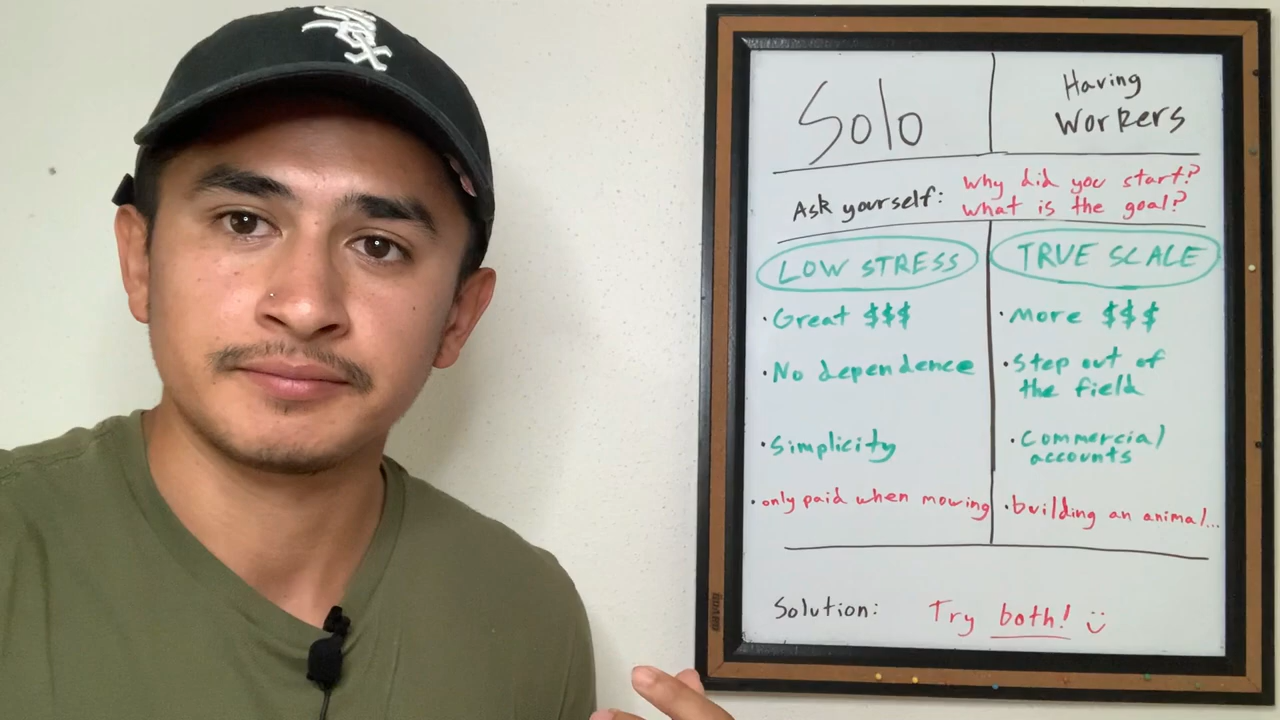 Sox
Solo
Having
Workers
Ask yourself:
Why did you start?
What is the goal?
LOW STRESS
TRUE SCALE
· Great $$$
· No dependence
· Simplicity
· only paid when mowing
· More $$$
· Step out of
the field
· Commercial
accounts
· building an animal...
Solution: Try both! :)